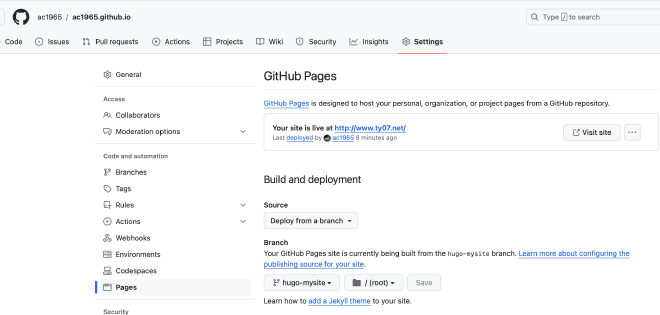 ac1965 / ac1965.github.io
Type / to search
Code Issues Pull requests Actions Projects Wiki Security Insights Settings
General
Access
Collaborators
Moderation options
Code and automation
Branches
Tags
Rules
Actions
Webhooks
Environments
Codespaces
Pages
Security
GitHub Pages
GitHub Pages is designed to host your personal, organization, or project pages from a GitHub repository.
Your site is live at http://www.ty07.net/
Last deployed by ac1965 8 minutes ago
Visit site
Build and deployment
Source
Deploy from a branch
Branch
Your GitHub Pages site is currently being built from the hugo-mysite branch. Learn more about configuring the
publishing source for your site.
hugo-mysite / (root) Save
Learn how to add a Jekyll theme to your site.